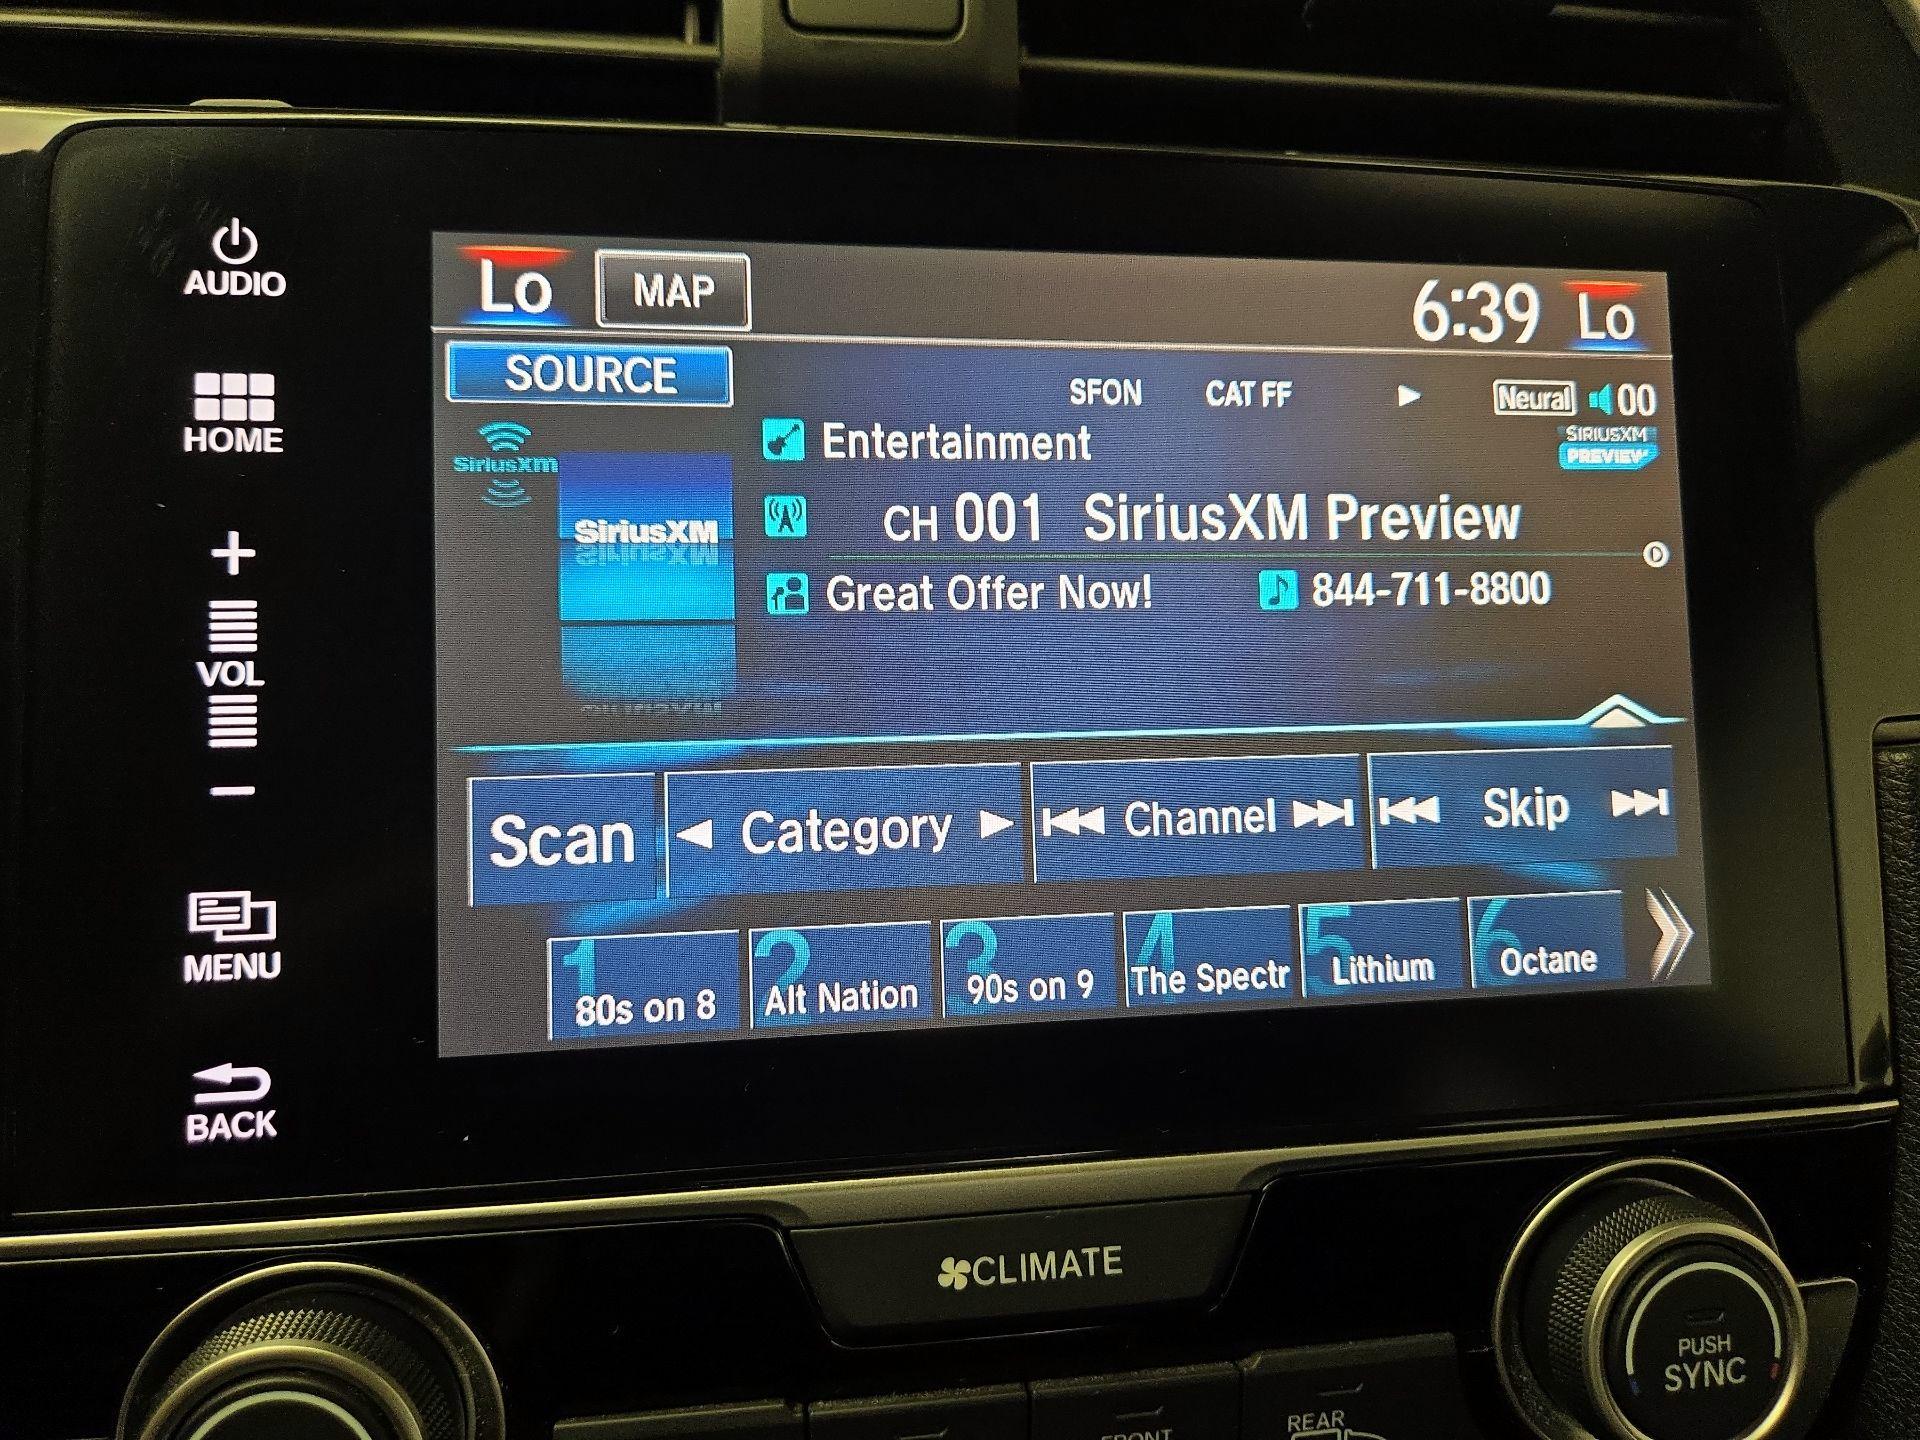 AUDIO
HOME
+
VOL
−
MENU
BACK
Lo MAP 6:39 Lo
SOURCE
SFON CAT FF Neural 00
SiriusXM
SiriusXM
Entertainment
SIRIUSXM
PREVIEW
CH 001 SiriusXM Preview
Great Offer Now! 844-711-8800
Scan Category Channel Skip
1 80s on 8
2 Alt Nation
3 90s on 9
4 The Spectr
5 Lithium
6 Octane
CLIMATE
PUSH
SYNC
FRONT
REAR